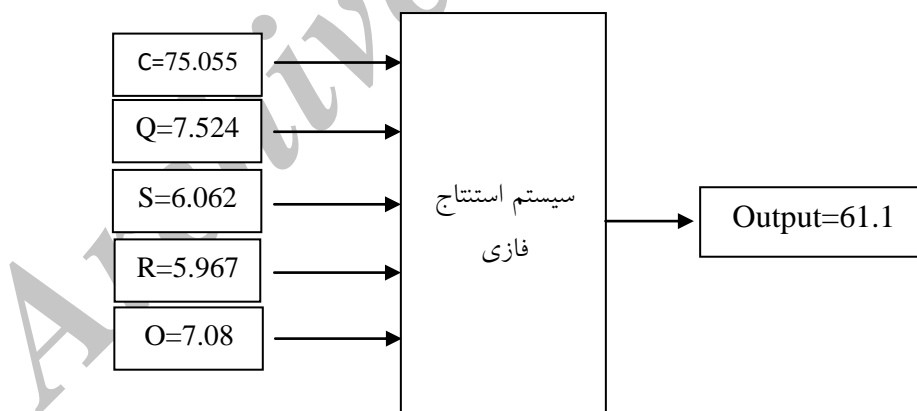 C=75.055
Q=7.524
S=6.062
R=5.967
O=7.08
سیستم استنتاج
فازی
Output=61.1